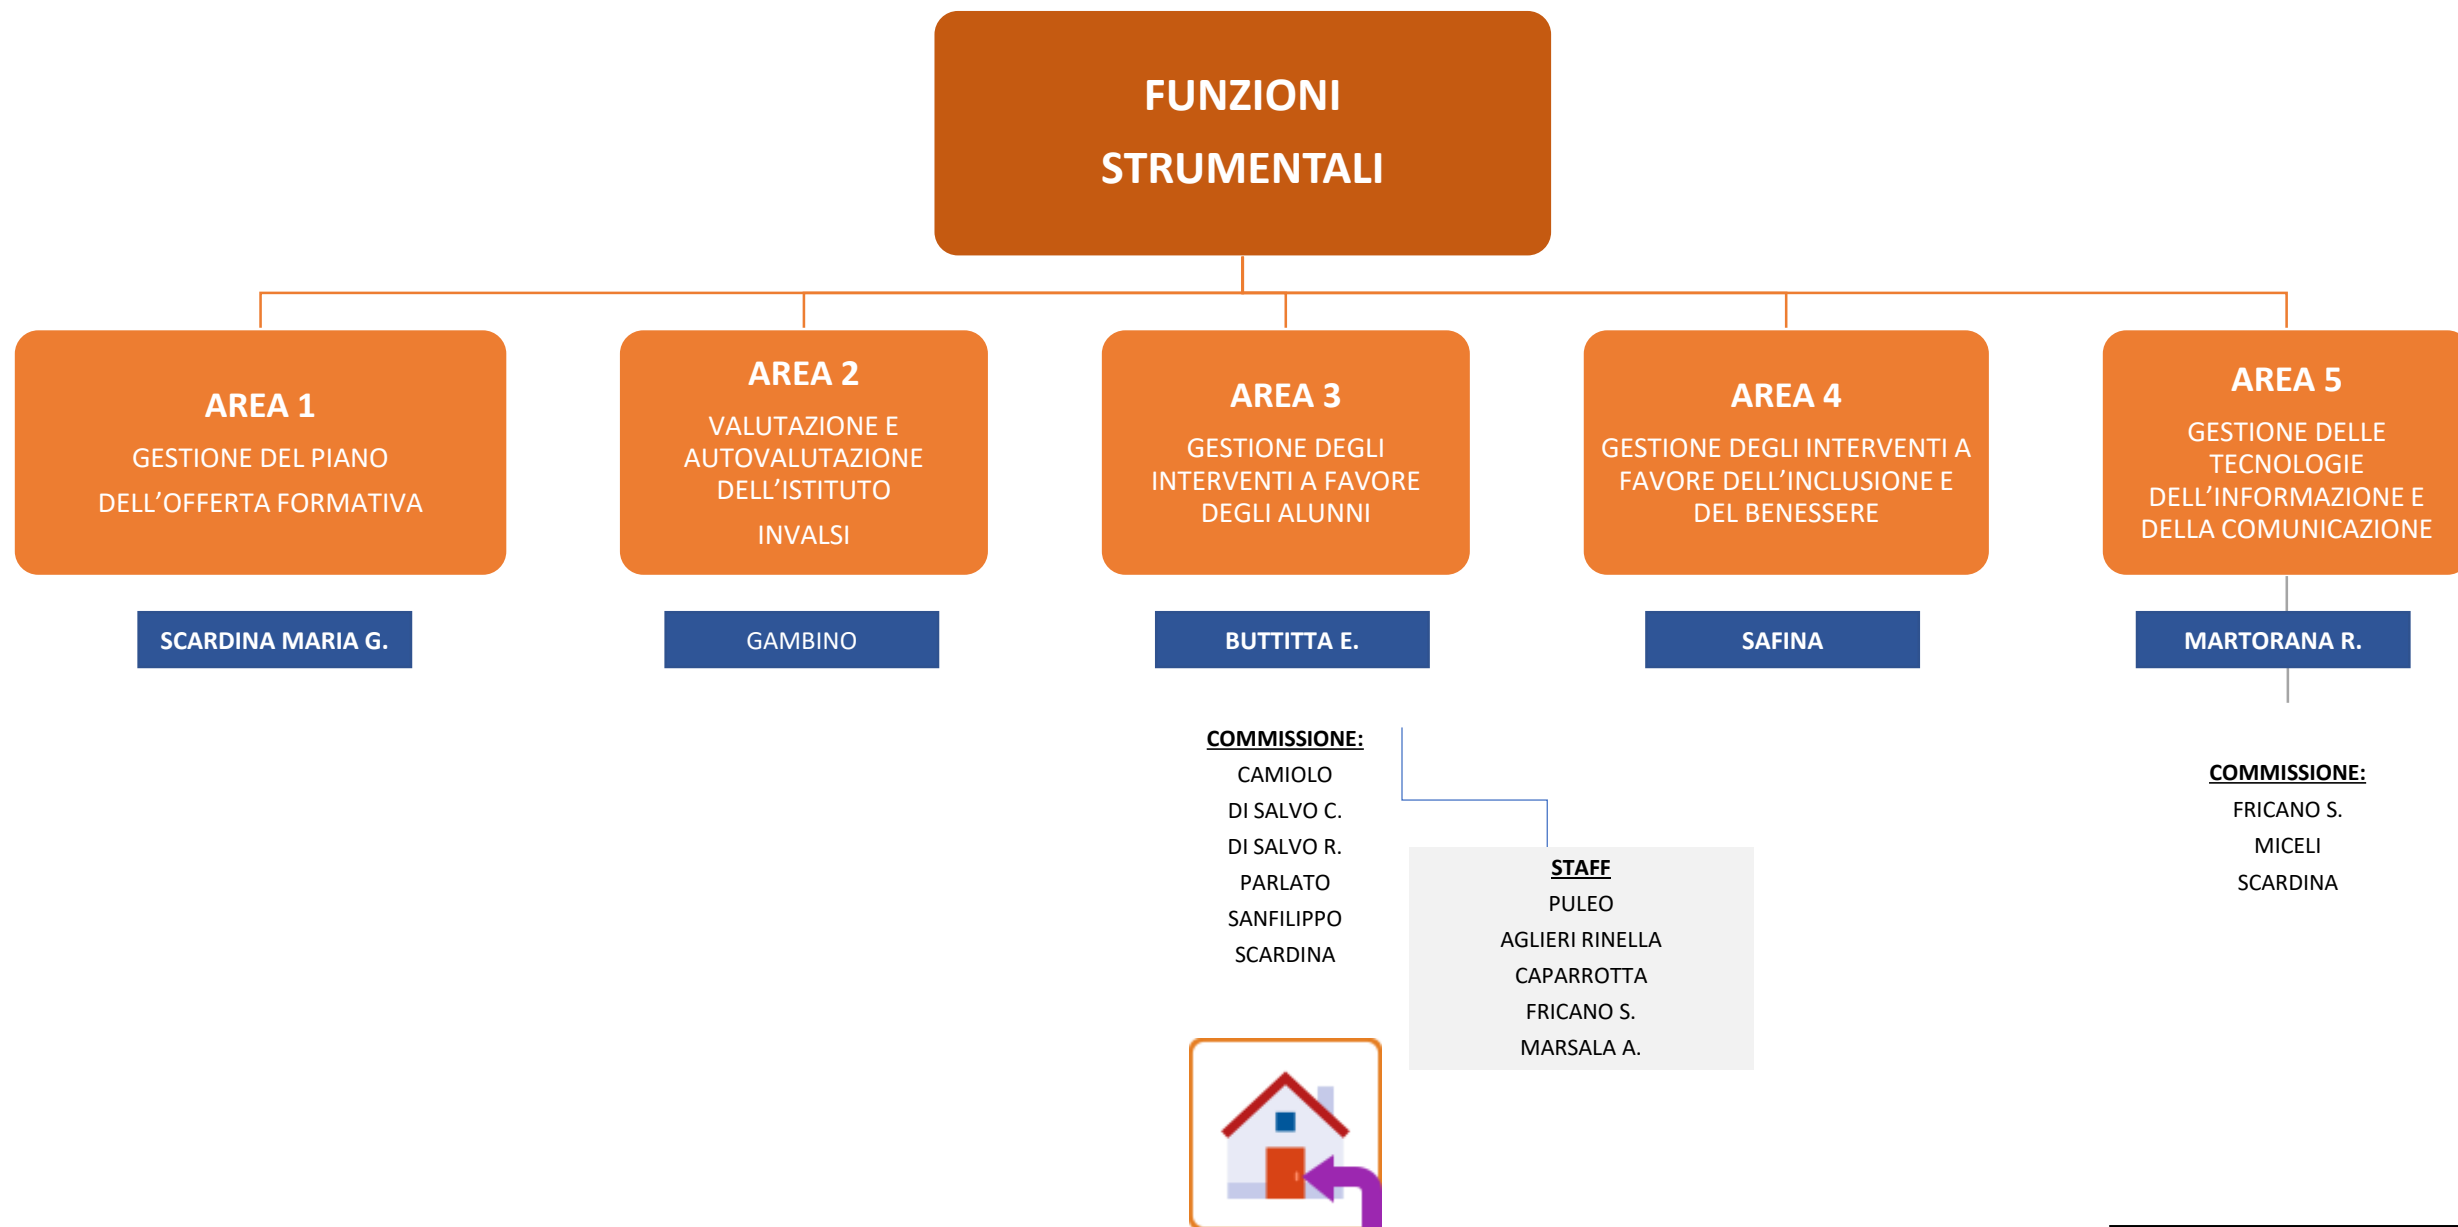 FUNZIONI
STRUMENTALI
AREA 1
GESTIONE DEL PIANO
DELL’OFFERTA FORMATIVA
SCARDINA MARIA G.
AREA 2
VALUTAZIONE E
AUTOVALUTAZIONE
DELL’ISTITUTO
INVALSI
GAMBINO
AREA 3
GESTIONE DEGLI
INTERVENTI A FAVORE
DEGLI ALUNNI
BUTTITTA E.
COMMISSIONE:
CAMIOLO
DI SALVO C.
DI SALVO R.
PARLATO
SANFILIPPO
SCARDINA
STAFF
PULEO
AGLIERI RINELLA
CAPARROTTA
FRICANO S.
MARSALA A.
AREA 4
GESTIONE DEGLI INTERVENTI A
FAVORE DELL’INCLUSIONE E
DEL BENESSERE
SAFINA
AREA 5
GESTIONE DELLE
TECNOLOGIE
DELL’INFORMAZIONE E
DELLA COMUNICAZIONE
MARTORANA R.
COMMISSIONE:
FRICANO S.
MICELI
SCARDINA